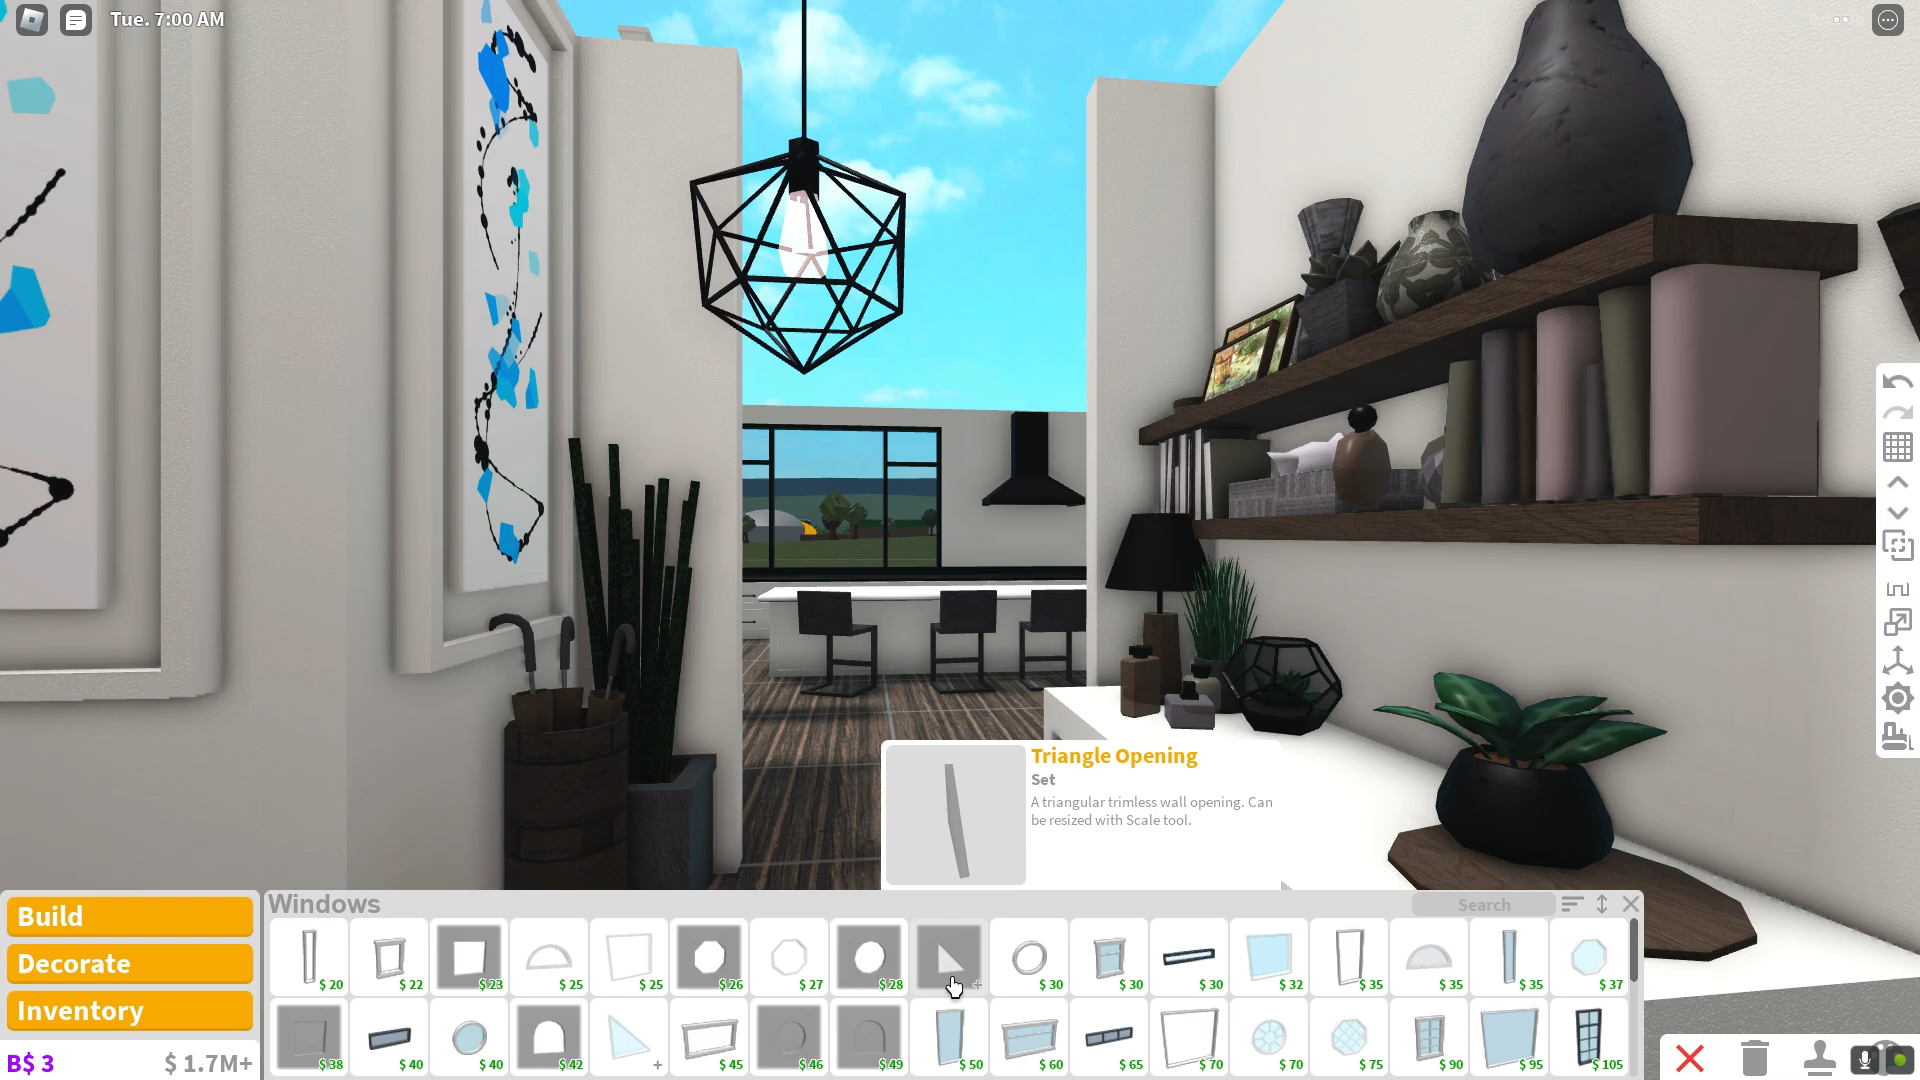 Tue. 7:00 AM
Triangle Opening
Set
A triangular trimless wall opening. Can
be resized with Scale tool.
Build
Decorate
Inventory
B$ 3
$ 1.7M+
Windows
Search
$ 20
$ 22
$ 23
$ 25
$ 25
$ 26
$ 27
$ 28
+
$ 30
$ 30
$ 30
$ 32
$ 35
$ 35
$ 35
$ 37
$ 38
$ 40
$ 40
$ 42
+
$ 45
$ 46
$ 49
$ 50
$ 60
$ 65
$ 70
$ 70
$ 75
$ 90
$ 95
$ 105